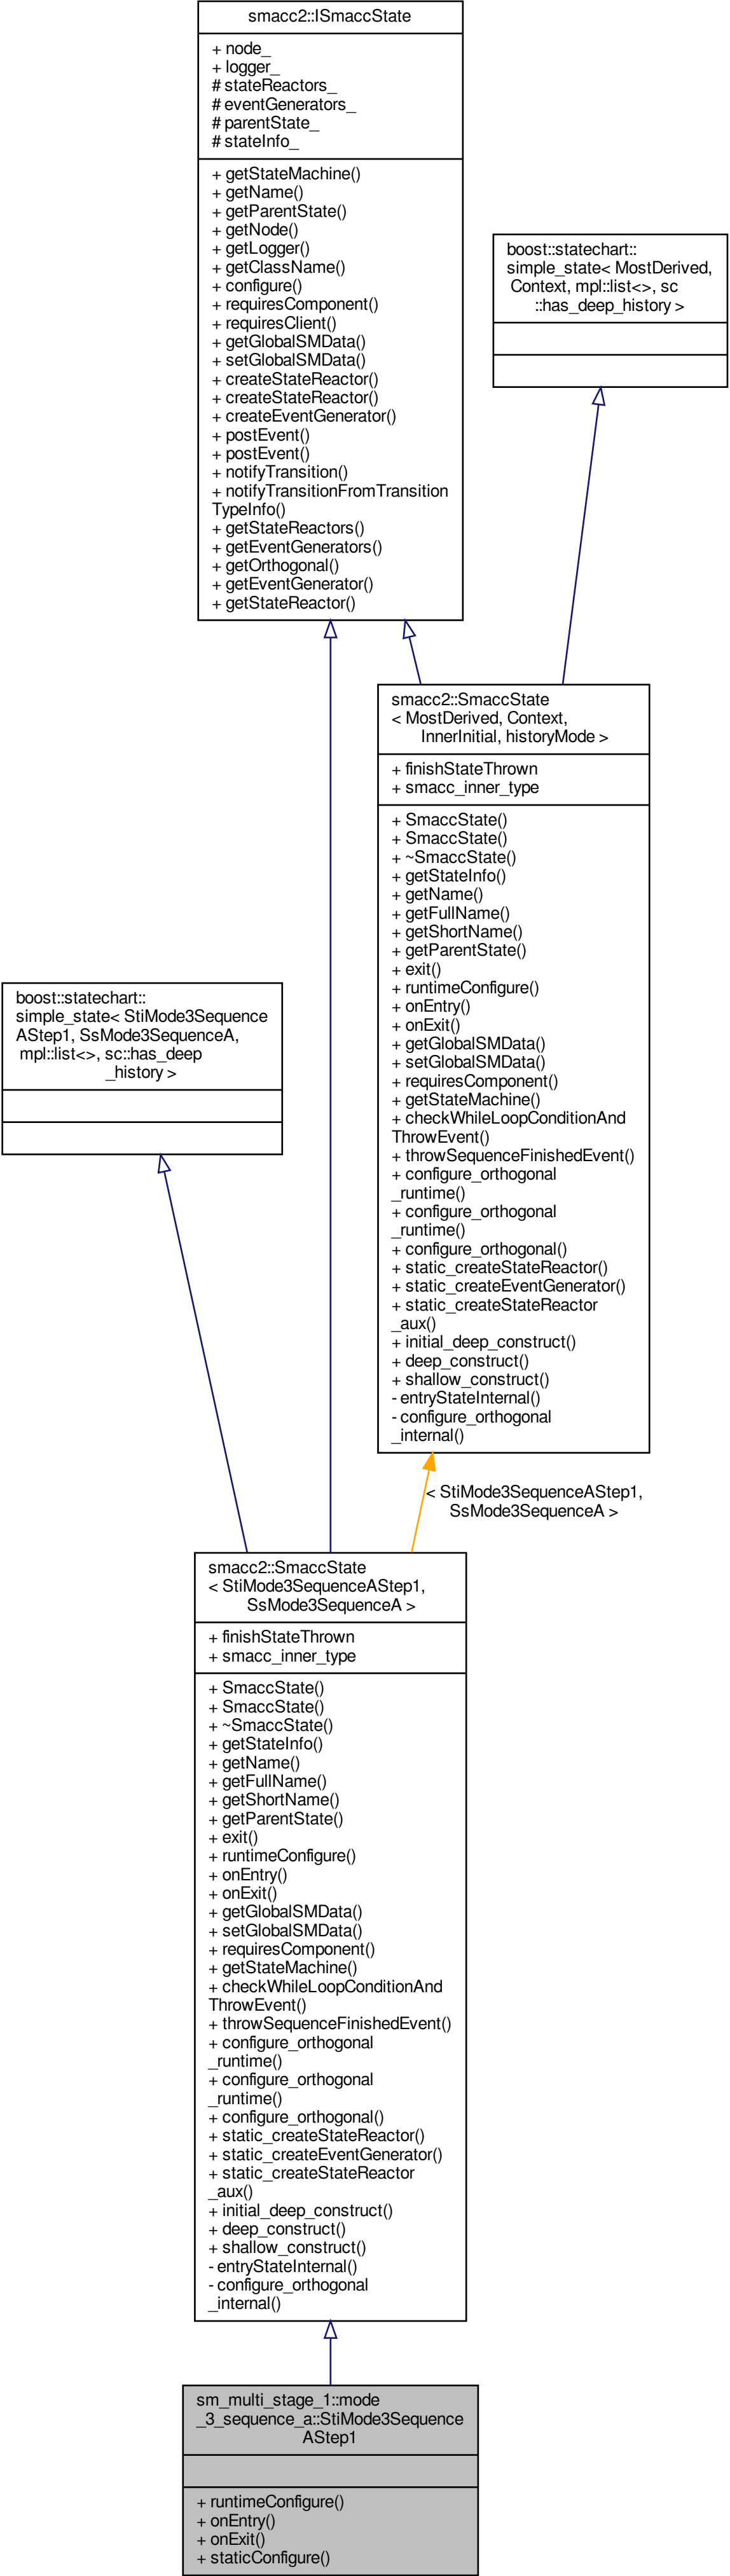 smacc2::ISmaccState
+ node_
+ logger_
# stateReactors_
# eventGenerators_
# parentState_
# stateInfo_
+ getStateMachine()
+ getName()
+ getParentState()
+ getNode()
+ getLogger()
+ getClassName()
+ configure()
+ requiresComponent()
+ requiresClient()
+ getGlobalSMData()
+ setGlobalSMData()
+ createStateReactor()
+ createStateReactor()
+ createEventGenerator()
+ postEvent()
+ postEvent()
+ notifyTransition()
+ notifyTransitionFromTransition
TypeInfo()
+ getStateReactors()
+ getEventGenerators()
+ getOrthogonal()
+ getEventGenerator()
+ getStateReactor()
boost::statechart::
simple_state< MostDerived,
Context, mpl::list<>, sc
::has_deep_history >
smacc2::SmaccState
< MostDerived, Context,
InnerInitial, historyMode >
+ finishStateThrown
+ smacc_inner_type
+ SmaccState()
+ SmaccState()
+ ~SmaccState()
+ getStateInfo()
+ getName()
+ getFullName()
+ getShortName()
+ getParentState()
+ exit()
+ runtimeConfigure()
+ onEntry()
+ onExit()
+ getGlobalSMData()
+ setGlobalSMData()
+ requiresComponent()
+ getStateMachine()
+ checkWhileLoopConditionAnd
ThrowEvent()
+ throwSequenceFinishedEvent()
+ configure_orthogonal
_runtime()
+ configure_orthogonal
_runtime()
+ configure_orthogonal()
+ static_createStateReactor()
+ static_createEventGenerator()
+ static_createStateReactor
_aux()
+ initial_deep_construct()
+ deep_construct()
+ shallow_construct()
- entryStateInternal()
- configure_orthogonal
_internal()
boost::statechart::
simple_state< StiMode3Sequence
AStep1, SsMode3SequenceA,
mpl::list<>, sc::has_deep
_history >
< StiMode3SequenceAStep1,
SsMode3SequenceA >
smacc2::SmaccState
< StiMode3SequenceAStep1,
SsMode3SequenceA >
+ finishStateThrown
+ smacc_inner_type
+ SmaccState()
+ SmaccState()
+ ~SmaccState()
+ getStateInfo()
+ getName()
+ getFullName()
+ getShortName()
+ getParentState()
+ exit()
+ runtimeConfigure()
+ onEntry()
+ onExit()
+ getGlobalSMData()
+ setGlobalSMData()
+ requiresComponent()
+ getStateMachine()
+ checkWhileLoopConditionAnd
ThrowEvent()
+ throwSequenceFinishedEvent()
+ configure_orthogonal
_runtime()
+ configure_orthogonal
_runtime()
+ configure_orthogonal()
+ static_createStateReactor()
+ static_createEventGenerator()
+ static_createStateReactor
_aux()
+ initial_deep_construct()
+ deep_construct()
+ shallow_construct()
- entryStateInternal()
- configure_orthogonal
_internal()
sm_multi_stage_1::mode
_3_sequence_a::StiMode3Sequence
AStep1
+ runtimeConfigure()
+ onEntry()
+ onExit()
+ staticConfigure()